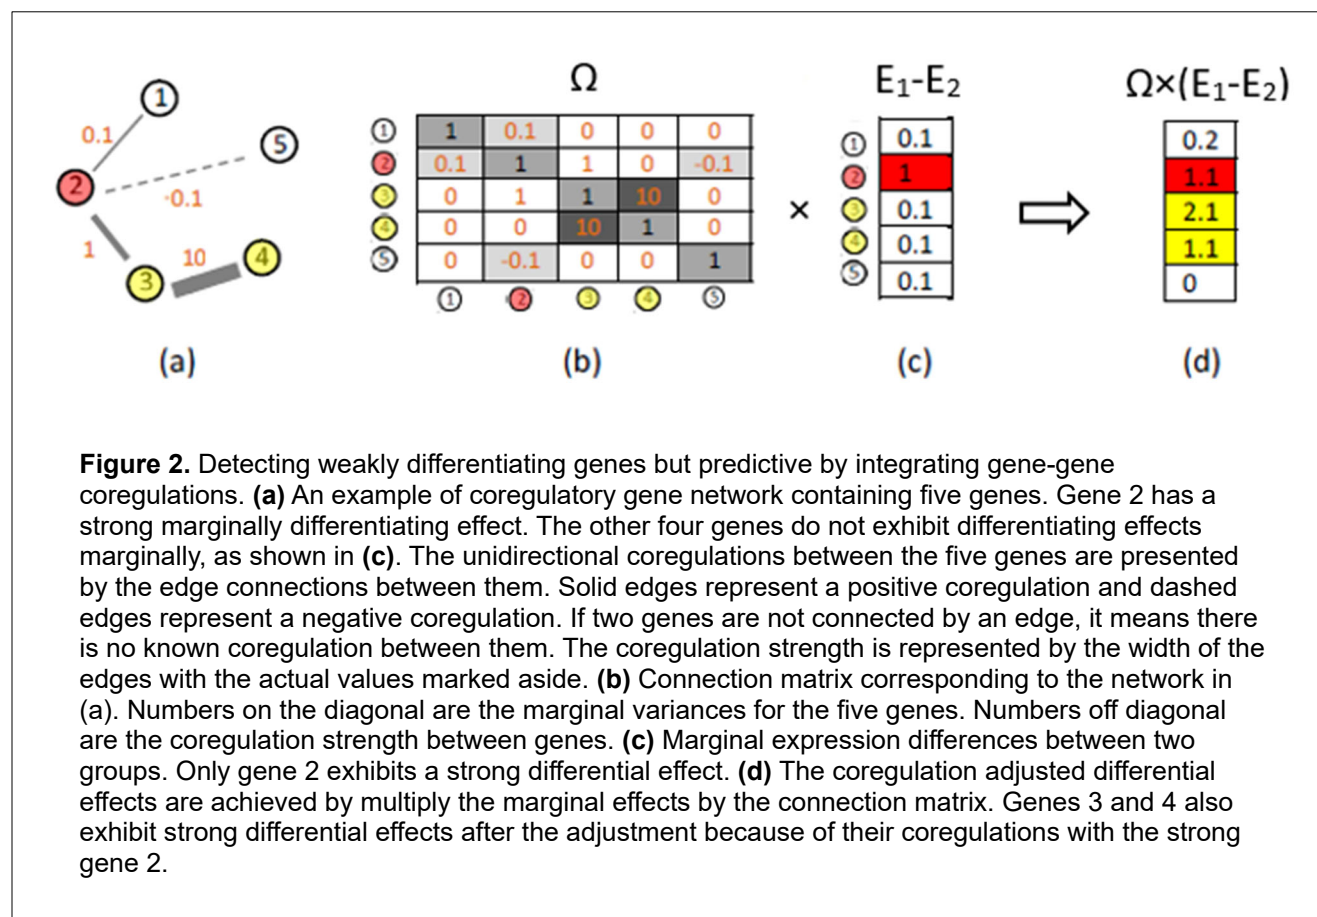 1
0.1
5
2
-0.1
1
10
4
3
(a)
Ω
1 1 0.1 0 0 0
2 0.1 1 1 0 -0.1
3 0 1 1 10 0
4 0 0 10 1 0
5 0 -0.1 0 0 1
1 2 3 4 5
(b)
×
E₁-E₂
1 0.1
2 1
3 0.1
4 0.1
5 0.1
(c)
Ω×(E₁-E₂)
0.2
1.1
2.1
1.1
0
(d)
Figure 2. Detecting weakly differentiating genes but predictive by integrating gene-gene
coregulations. (a) An example of coregulatory gene network containing five genes. Gene 2 has a
strong marginally differentiating effect. The other four genes do not exhibit differentiating effects
marginally, as shown in (c). The unidirectional coregulations between the five genes are presented
by the edge connections between them. Solid edges represent a positive coregulation and dashed
edges represent a negative coregulation. If two genes are not connected by an edge, it means there
is no known coregulation between them. The coregulation strength is represented by the width of the
edges with the actual values marked aside. (b) Connection matrix corresponding to the network in
(a). Numbers on the diagonal are the marginal variances for the five genes. Numbers off diagonal
are the coregulation strength between genes. (c) Marginal expression differences between two
groups. Only gene 2 exhibits a strong differential effect. (d) The coregulation adjusted differential
effects are achieved by multiply the marginal effects by the connection matrix. Genes 3 and 4 also
exhibit strong differential effects after the adjustment because of their coregulations with the strong
gene 2.